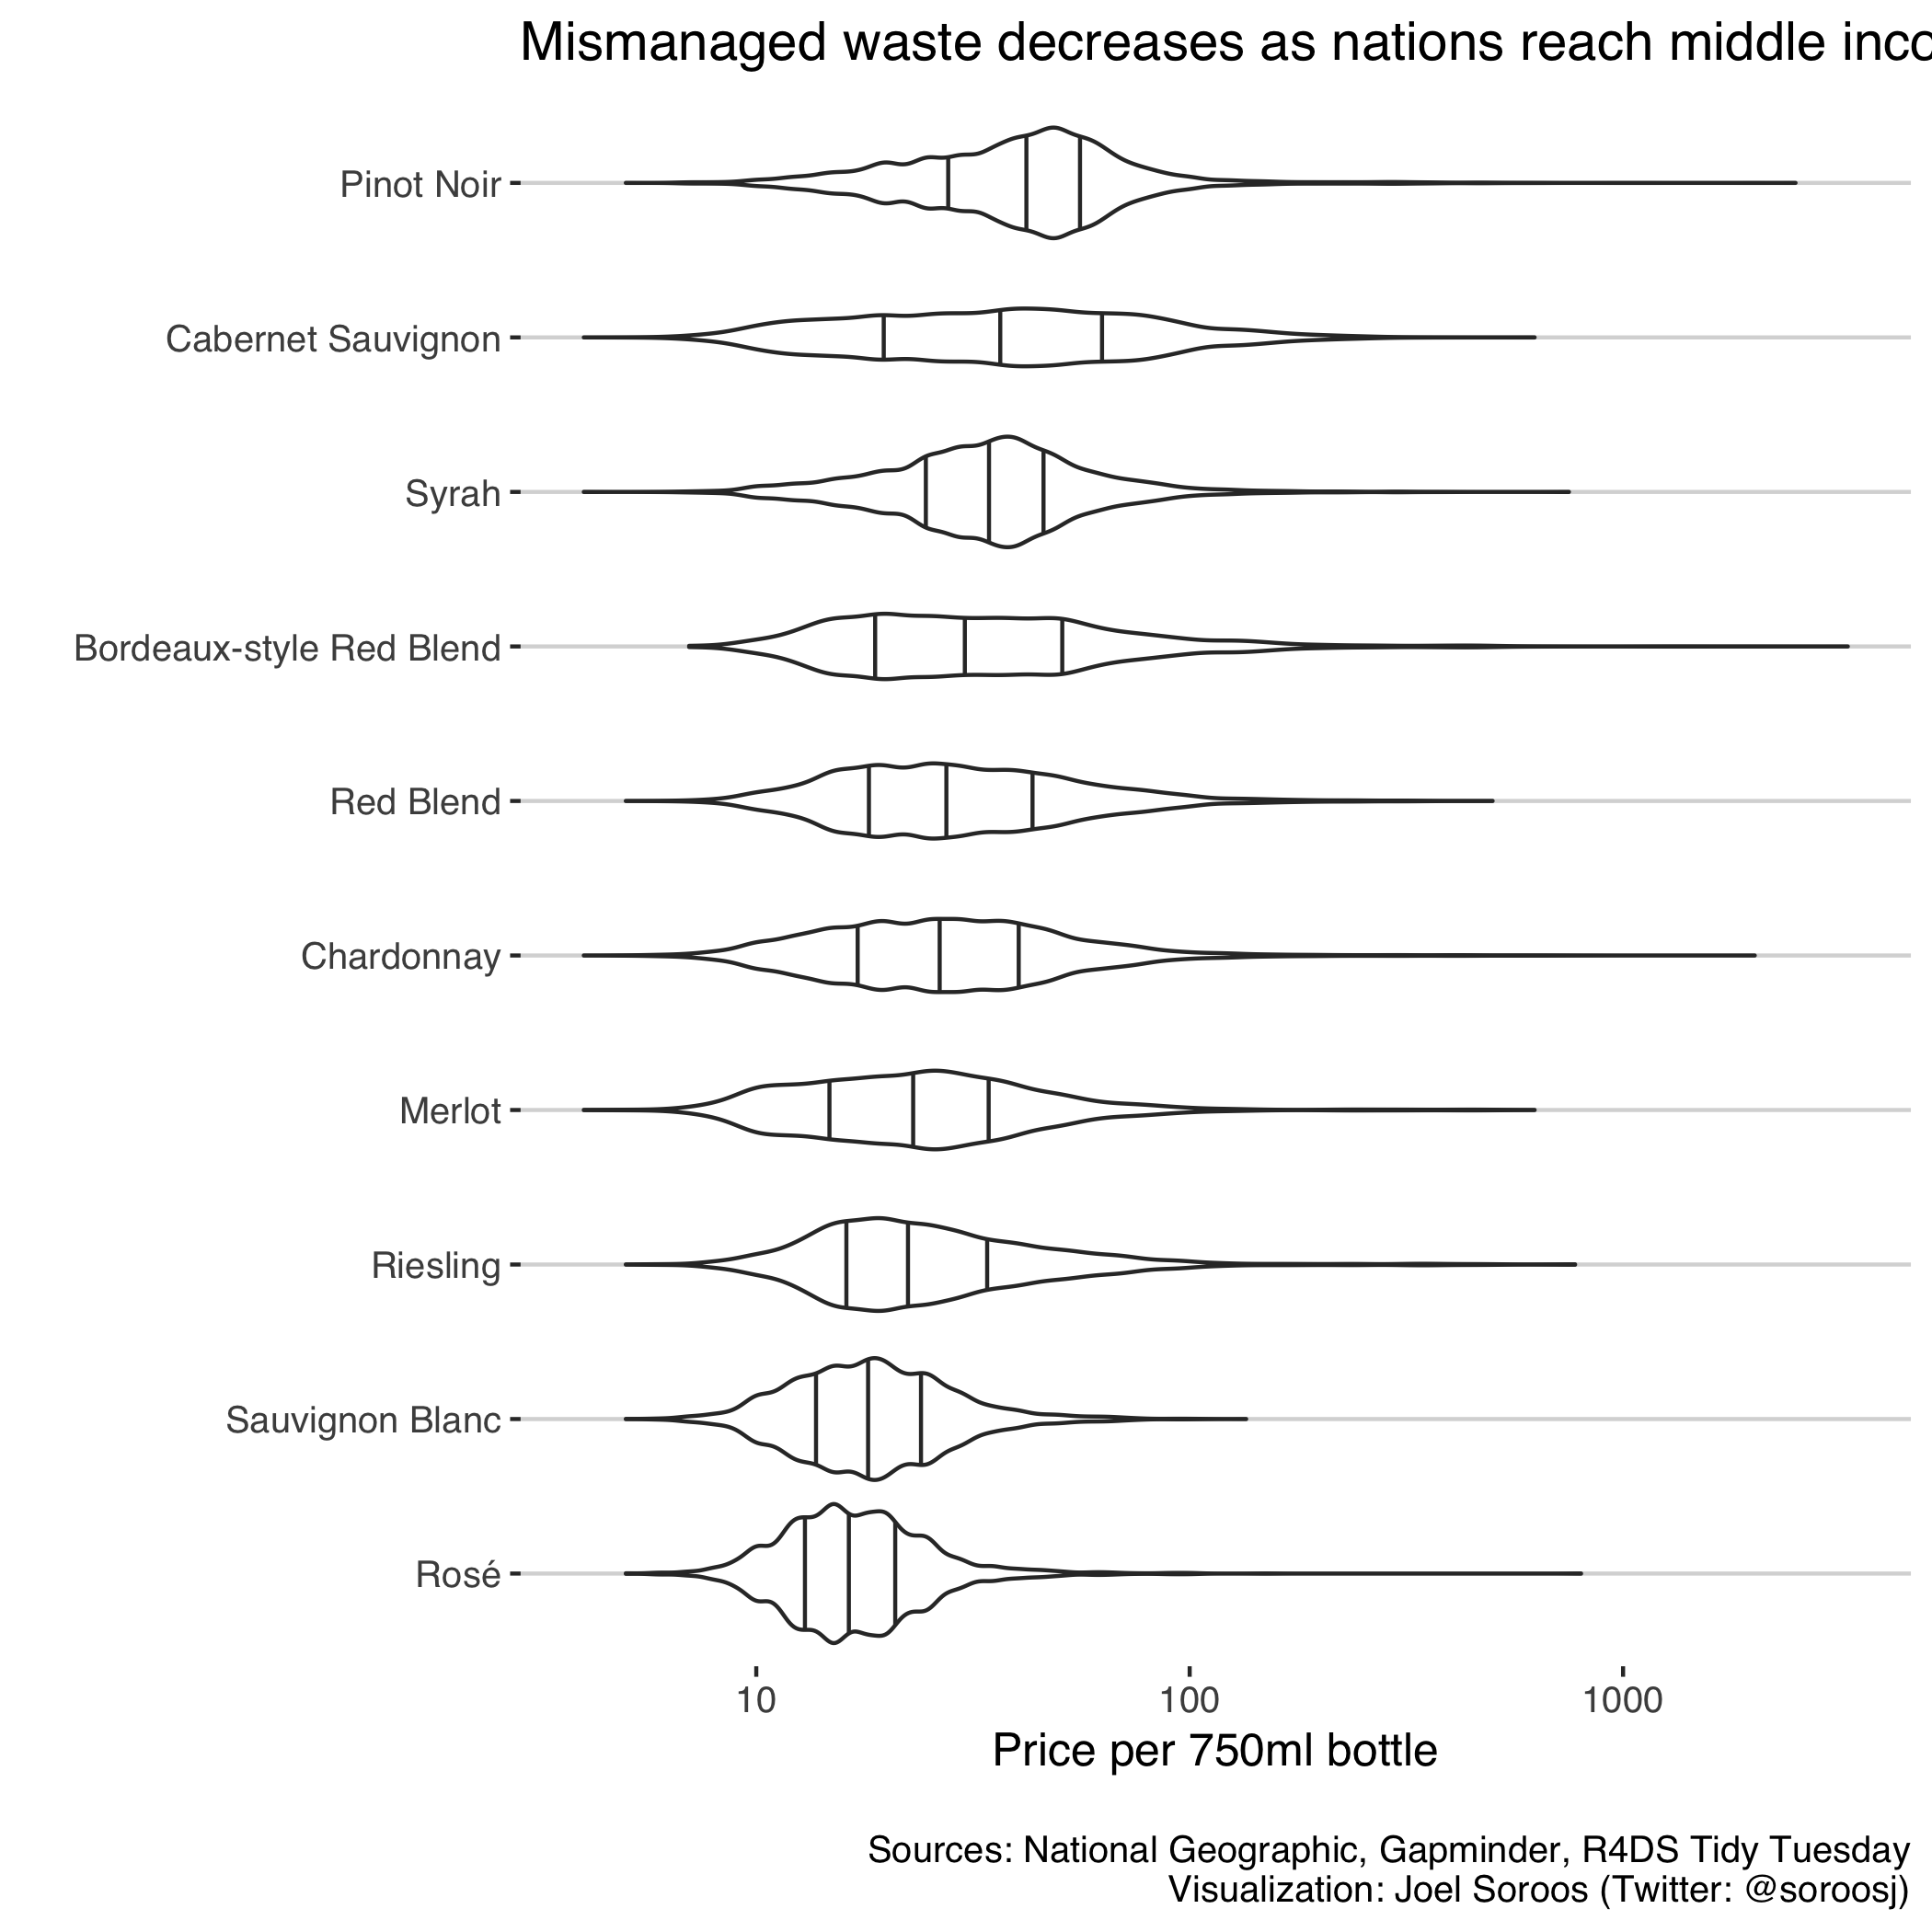 Mismanaged waste decreases as nations reach middle inco
Pinot Noir
Cabernet Sauvignon
Syrah
Bordeaux-style Red Blend
Red Blend
Chardonnay
Merlot
Riesling
Sauvignon Blanc
Rosé
10 100 1000
Price per 750ml bottle
Sources: National Geographic, Gapminder, R4DS Tidy Tuesday
Visualization: Joel Soroos (Twitter: @soroosj)